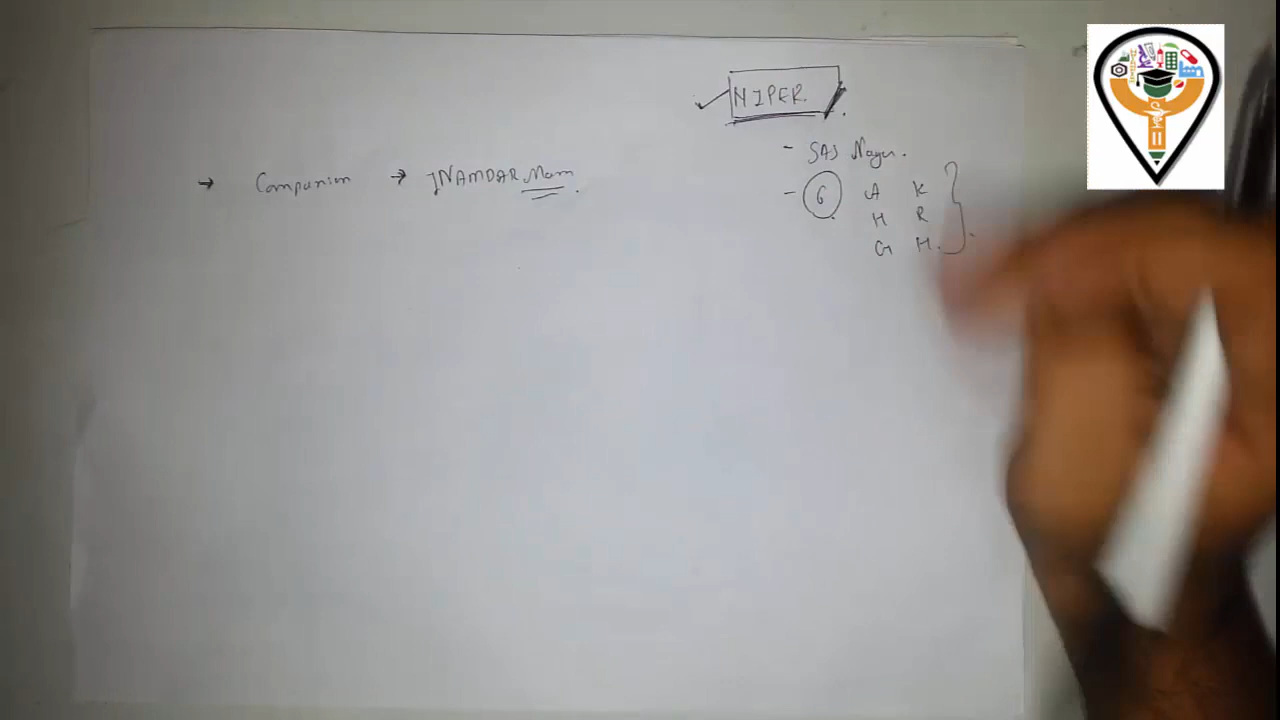 NIPER.
- SAS Nagar.
→ Companion → INAMDAR Mam.
- 6 A K
H R
G H.